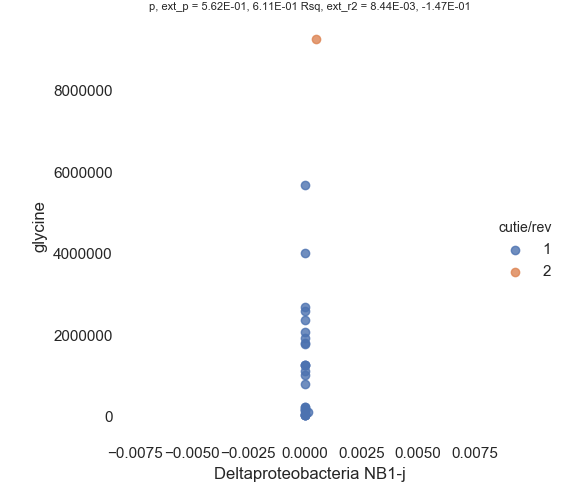 p, ext_p = 5.62E-01, 6.11E-01 Rsq, ext_r2 = 8.44E-03, -1.47E-01
8000000
6000000
4000000
2000000
0
glycine
cutie/rev
1
2
−0.0075 −0.0050 −0.0025 0.0000 0.0025 0.0050 0.0075
Deltaproteobacteria NB1-j